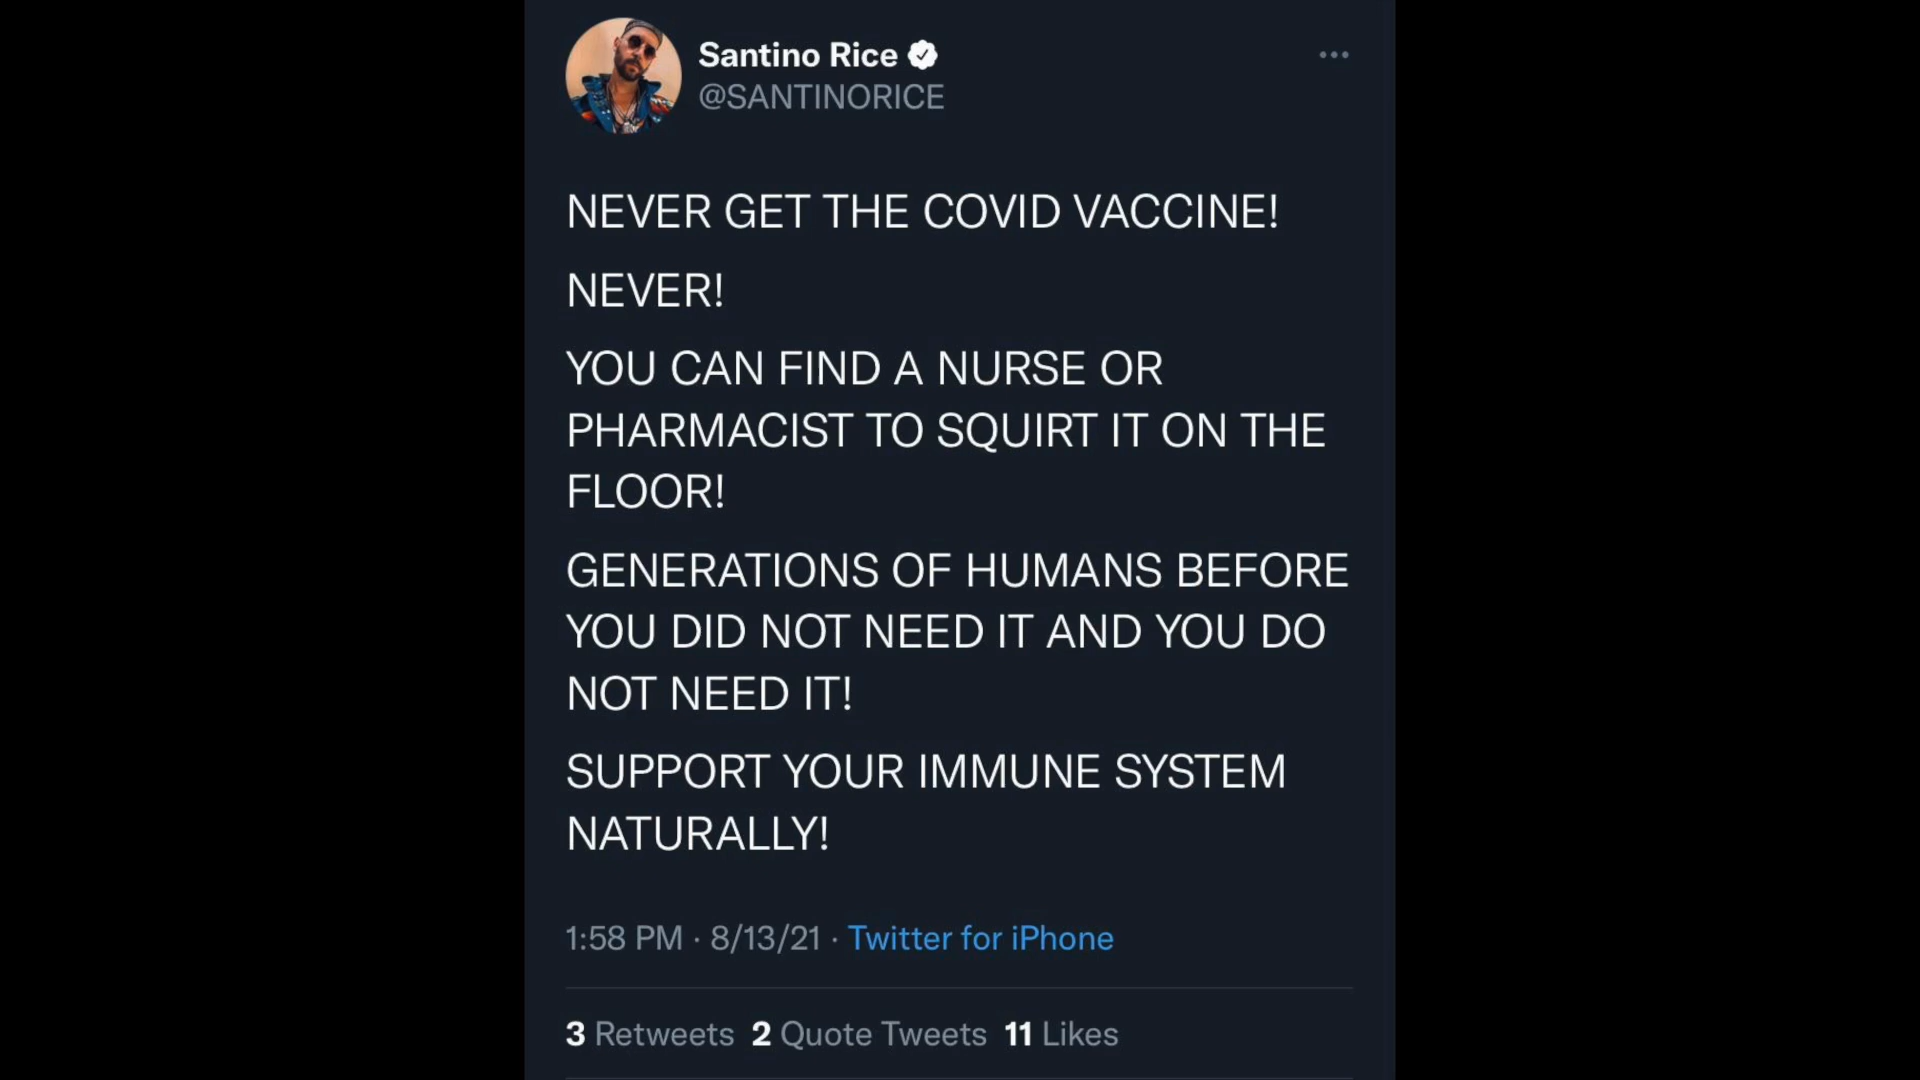 Santino Rice
@SANTINORICE
NEVER GET THE COVID VACCINE!
NEVER!
YOU CAN FIND A NURSE OR
PHARMACIST TO SQUIRT IT ON THE
FLOOR!
GENERATIONS OF HUMANS BEFORE
YOU DID NOT NEED IT AND YOU DO
NOT NEED IT!
SUPPORT YOUR IMMUNE SYSTEM
NATURALLY!
1:58 PM · 8/13/21 · Twitter for iPhone
3 Retweets 2 Quote Tweets 11 Likes